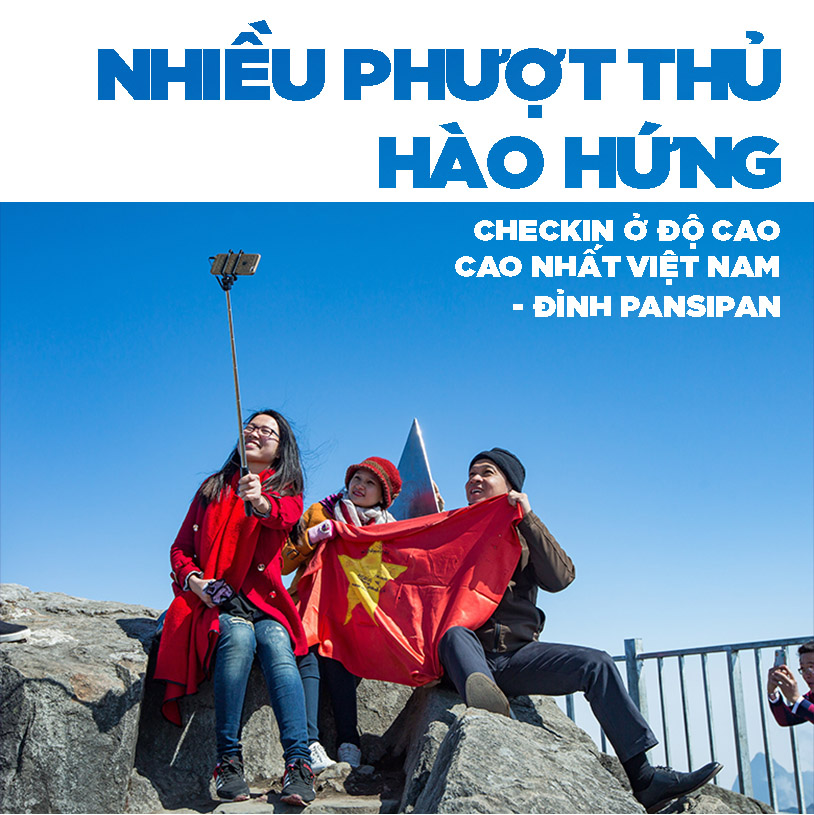 NHIỀU PHƯỢT THỦ
HÀO HỨNG
CHECKIN Ở ĐỘ CAO
CAO NHẤT VIỆT NAM
- ĐỈNH PANSIPAN